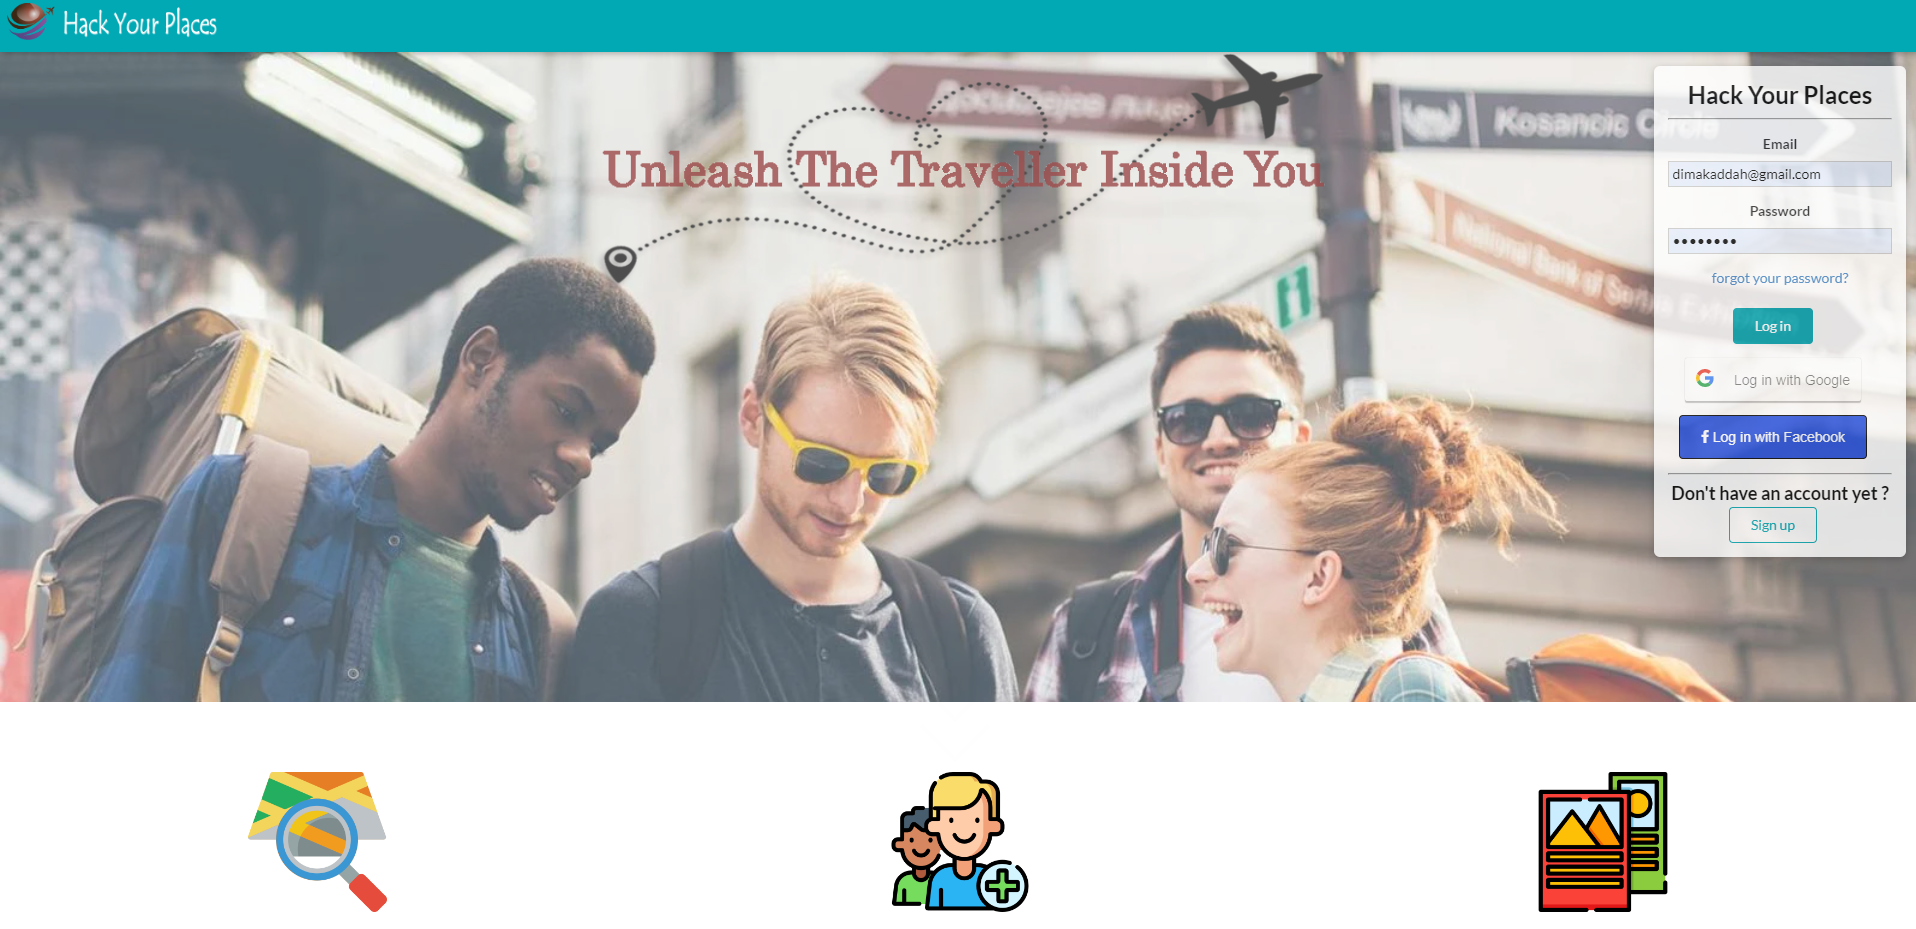 Hack Your Places
Unleash The Traveller Inside You
Kosancic Circle
National Bank of
Hack Your Places
Email
dimakaddah@gmail.com
Password
••••••••
forgot your password?
Log in
Log in with Google
f Log in with Facebook
Don't have an account yet ?
Sign up